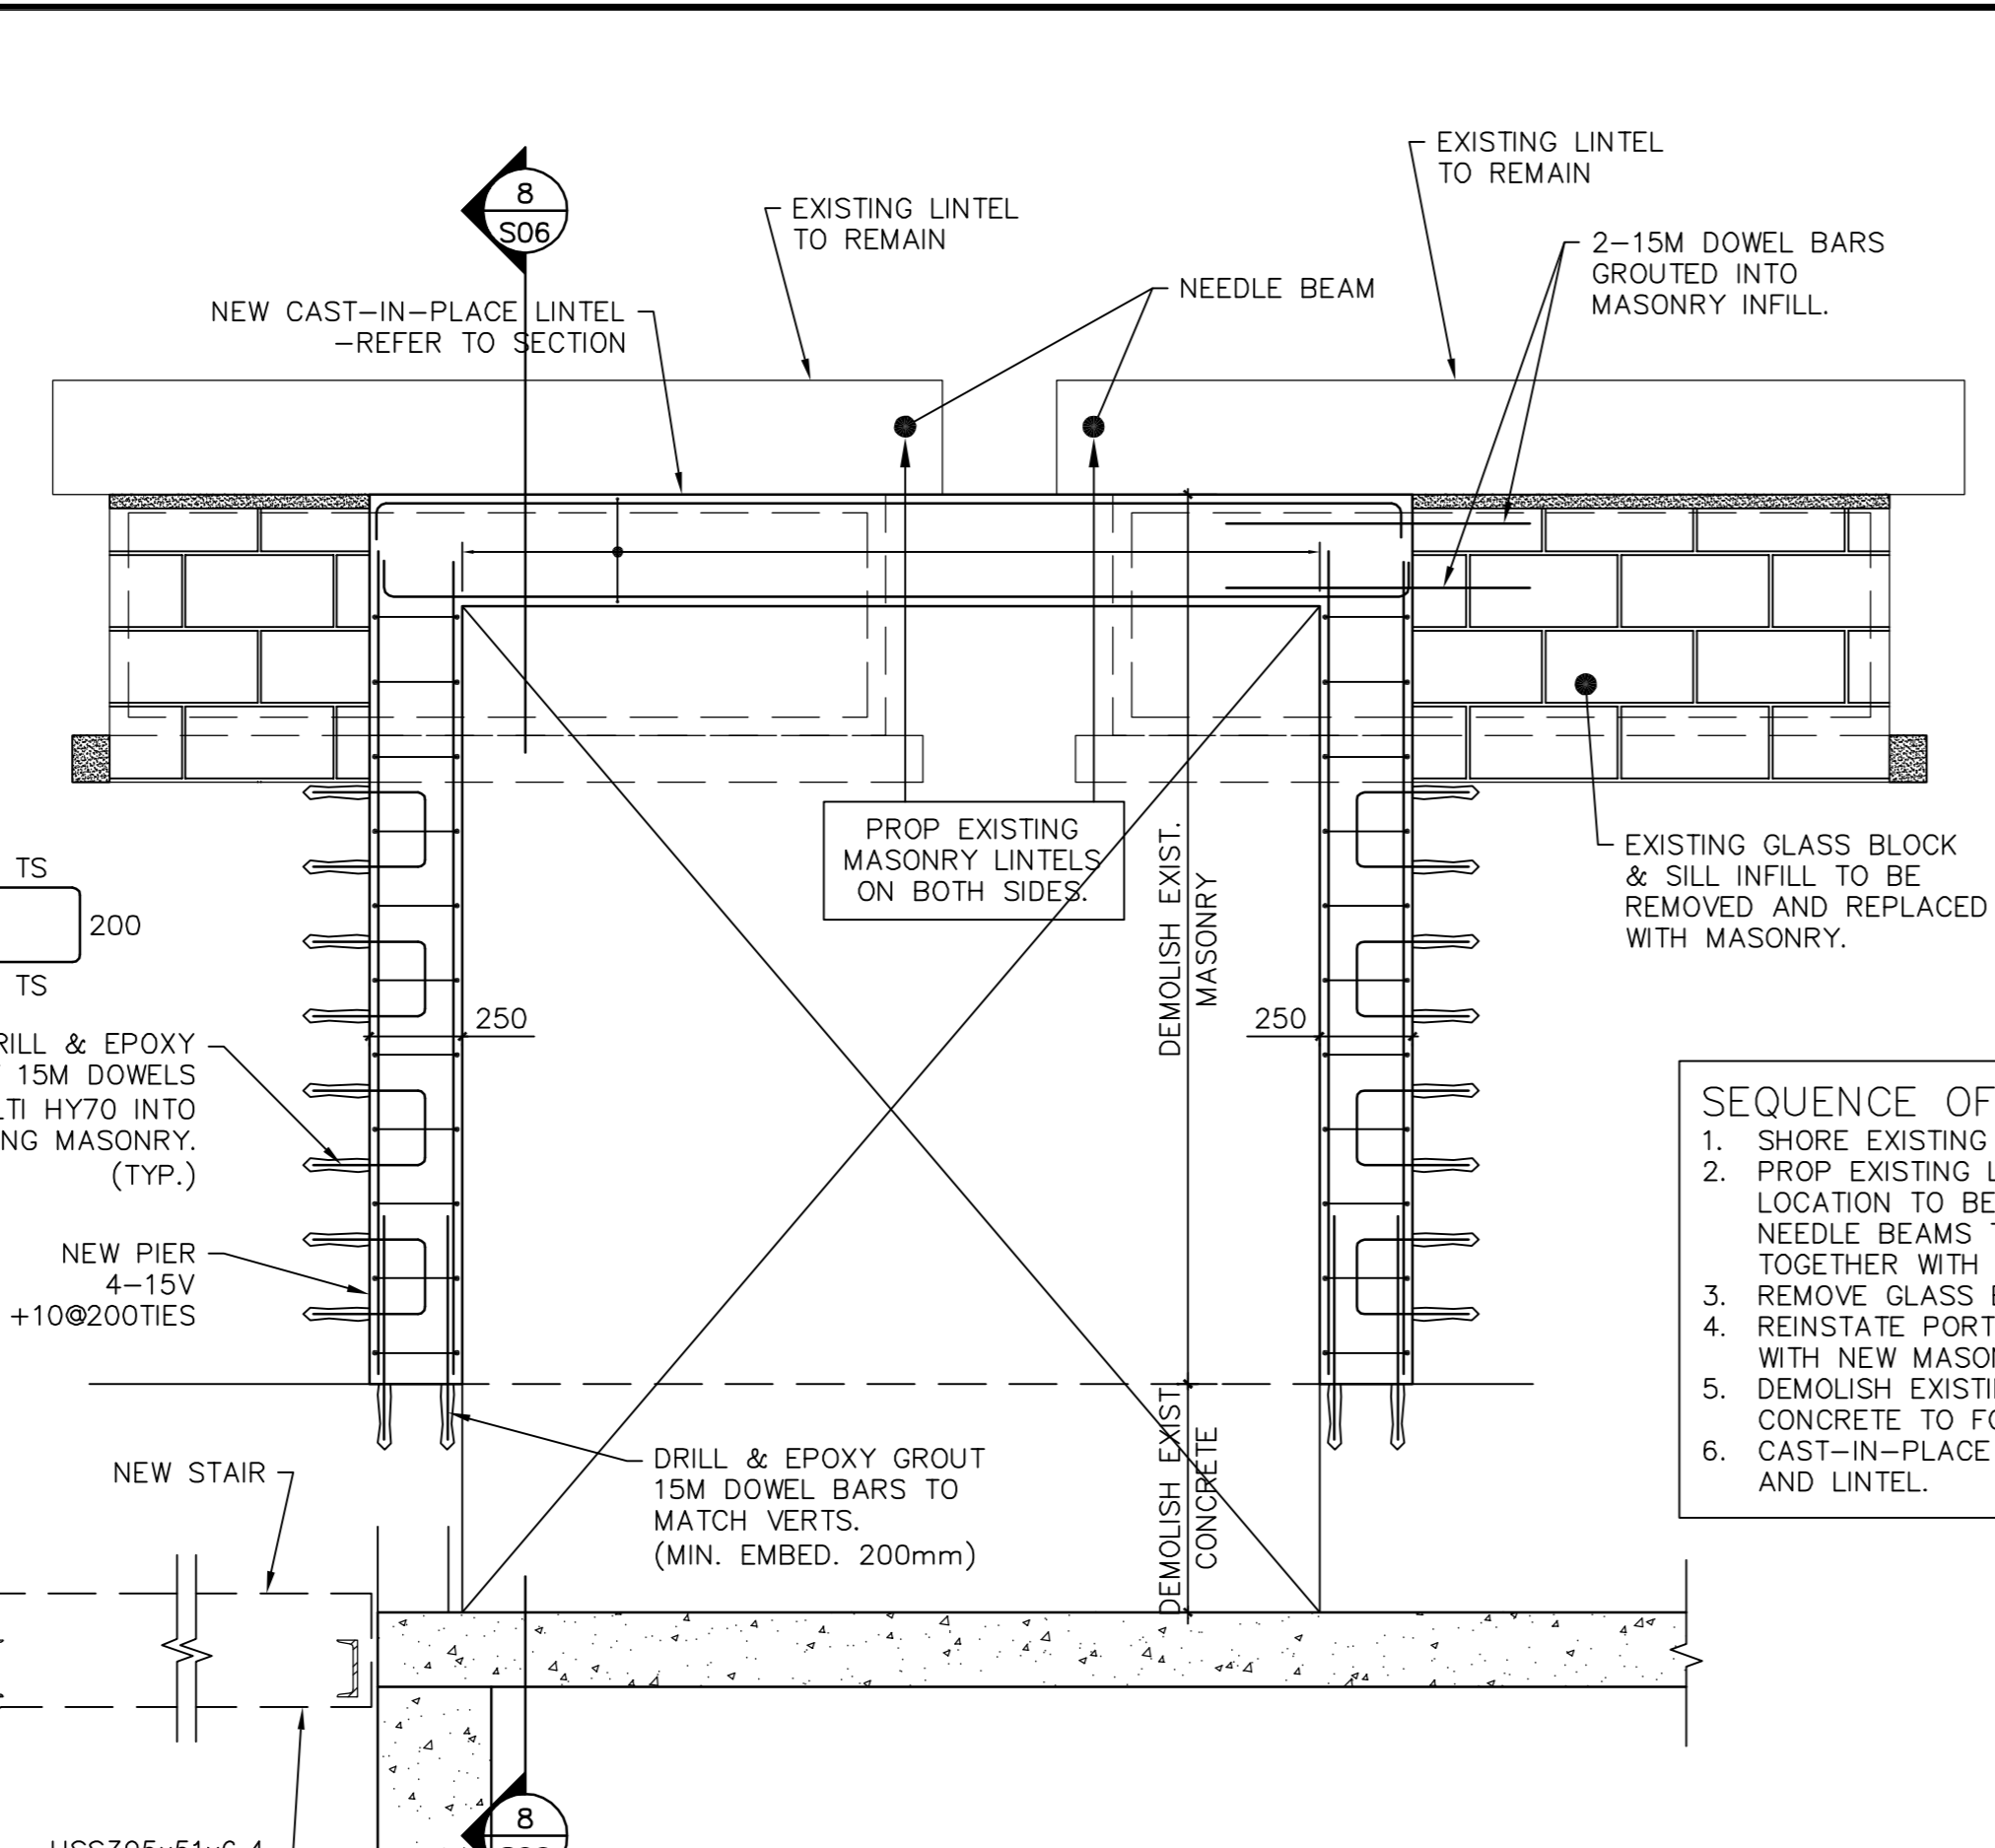 EXISTING LINTEL
TO REMAIN
8
S06
EXISTING LINTEL
TO REMAIN
2-15M DOWEL BARS
GROUTED INTO
MASONRY INFILL.
NEEDLE BEAM
NEW CAST-IN-PLACE LINTEL
-REFER TO SECTION
PROP EXISTING
MASONRY LINTELS
ON BOTH SIDES.
DEMOLISH EXIST.
MASONRY
EXISTING GLASS BLOCK
& SILL INFILL TO BE
REMOVED AND REPLACED
WITH MASONRY.
TS
200
TS
250
250
& EPOXY
15M DOWELS
HY70 INTO
MASONRY.
(TYP.)
NEW PIER
4-15V
+10@200TIES
SEQUENCE OF
1. SHORE EXISTING
2. PROP EXISTING
LOCATION TO BE
NEEDLE BEAMS
TOGETHER WITH
3. REMOVE GLASS
4. REINSTATE
WITH NEW
5. DEMOLISH
CONCRETE TO
6. CAST-IN-PLACE
AND LINTEL.
DRILL & EPOXY GROUT
15M DOWEL BARS TO
MATCH VERTS.
(MIN. EMBED. 200mm)
DEMOLISH EXIST
CONCRETE
NEW STAIR
8